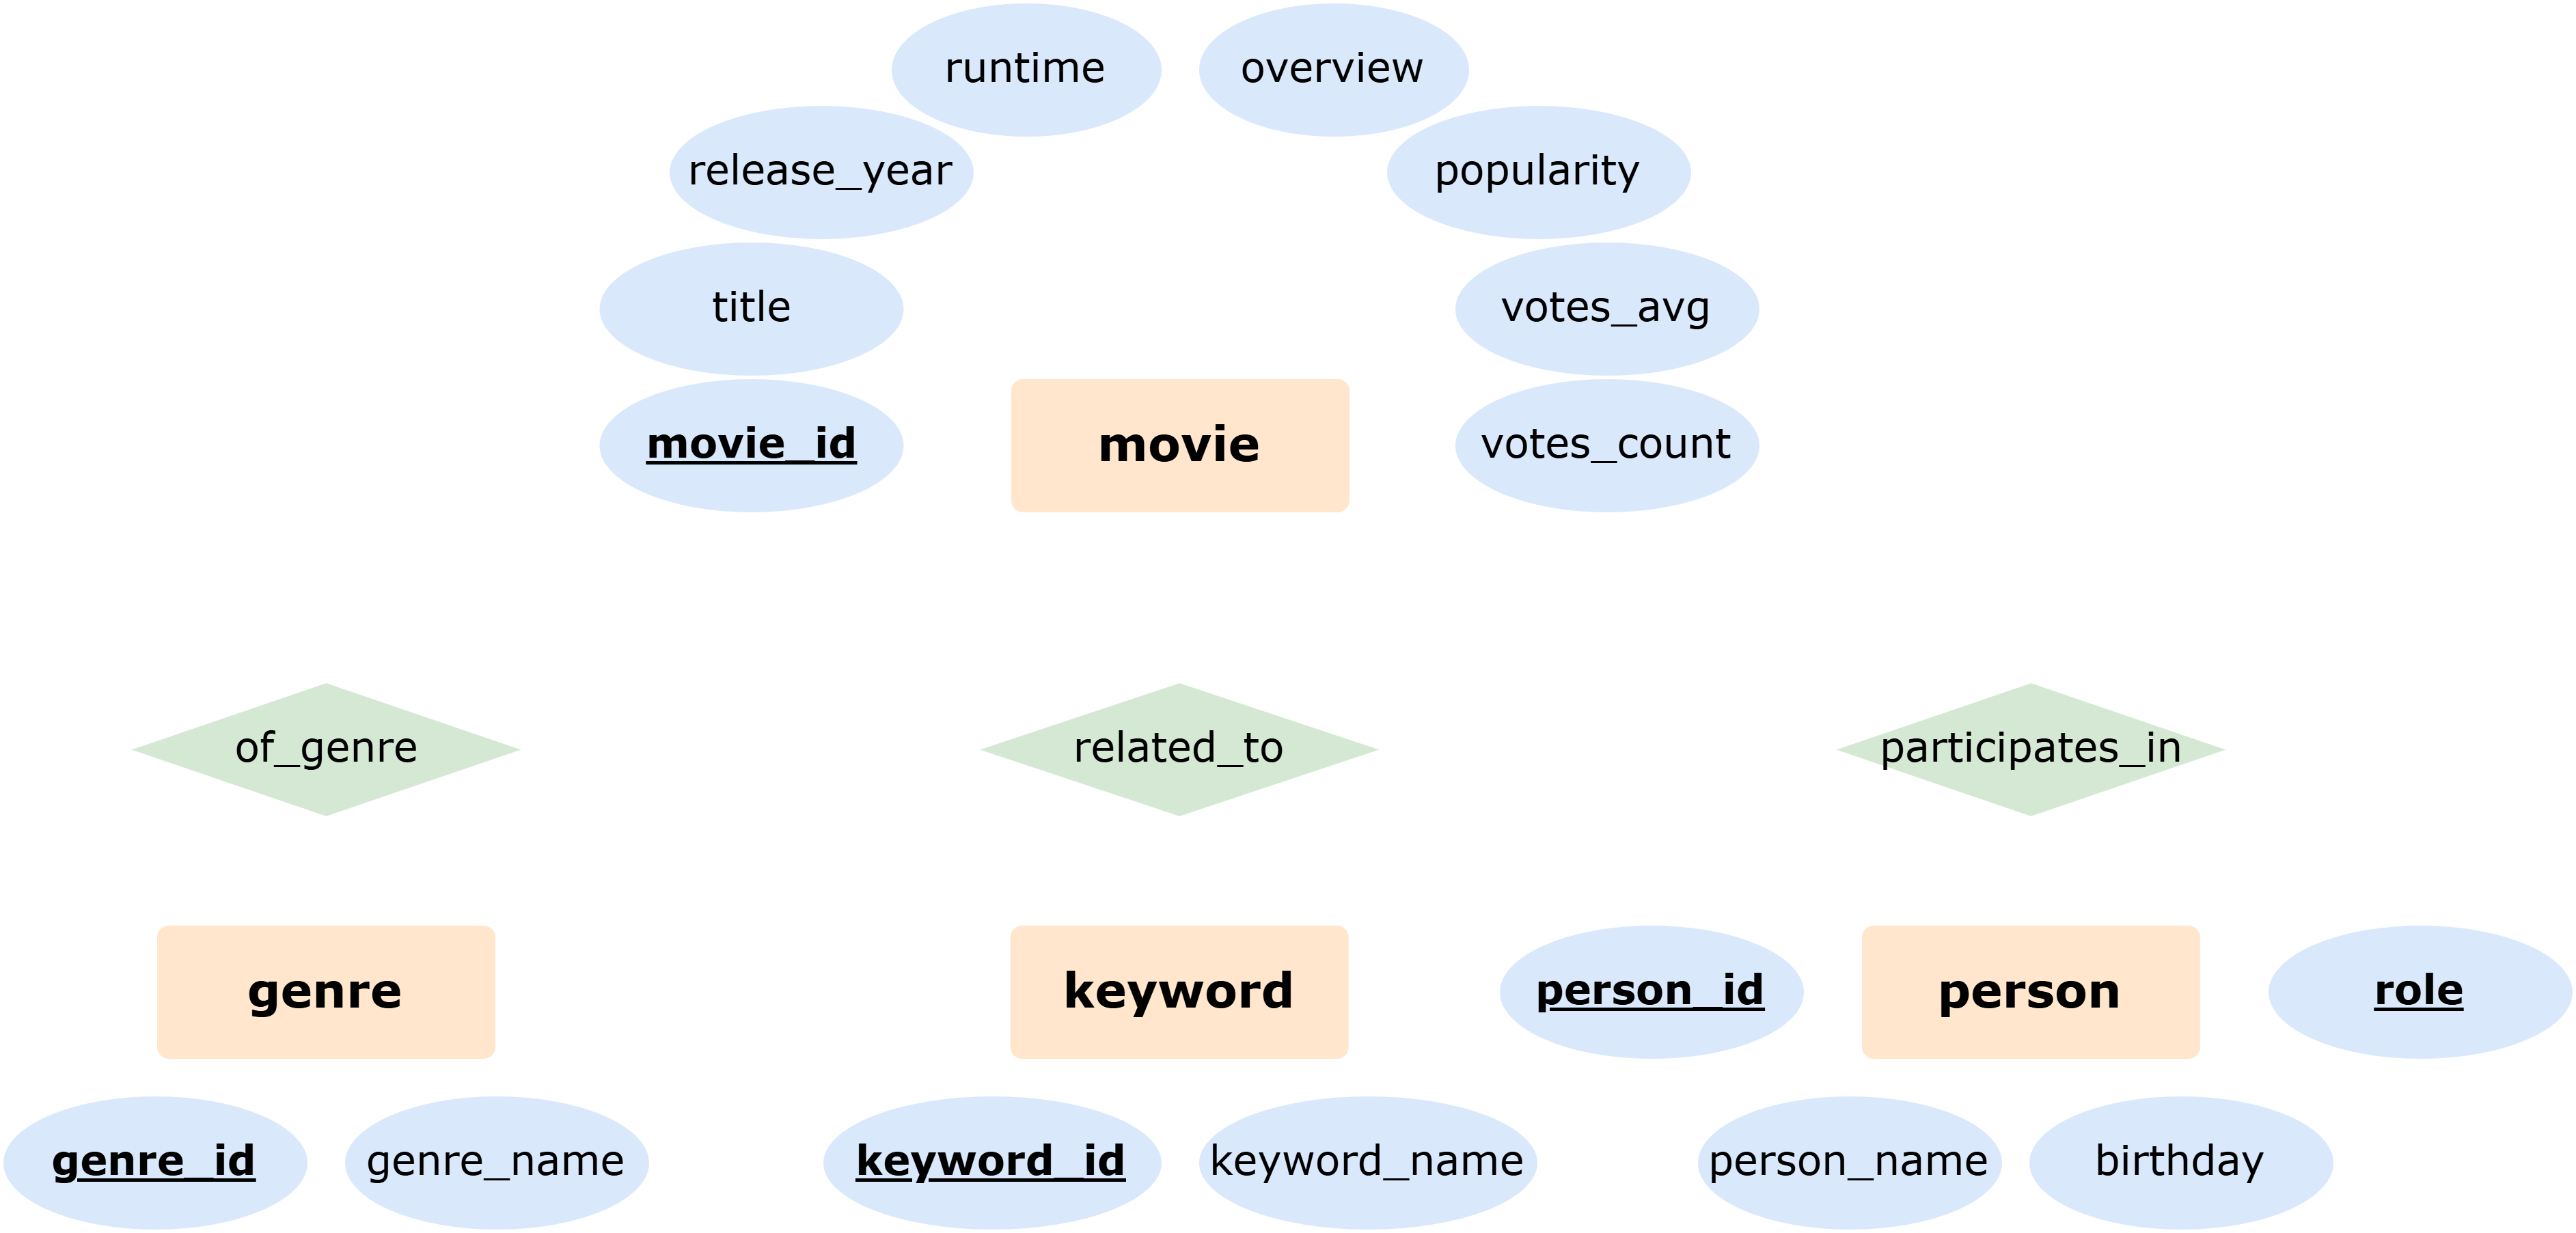 runtime
overview
release_year
popularity
title
votes_avg
movie_id
movie
votes_count
of_genre
related_to
participates_in
genre
keyword
person_id
person
role
genre_id
genre_name
keyword_id
keyword_name
person_name
birthday